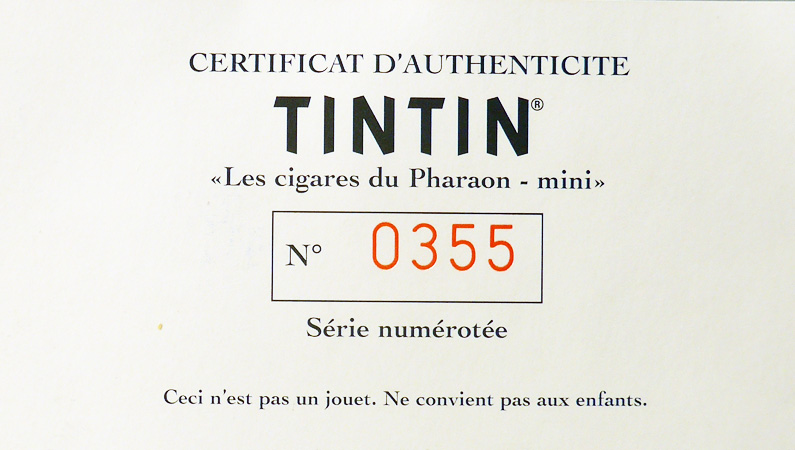 CERTIFICAT D'AUTHENTICITE
TINTIN®
«Les cigares du Pharaon - mini»
N° 0355
Série numérotée
Ceci n'est pas un jouet. Ne convient pas aux enfants.